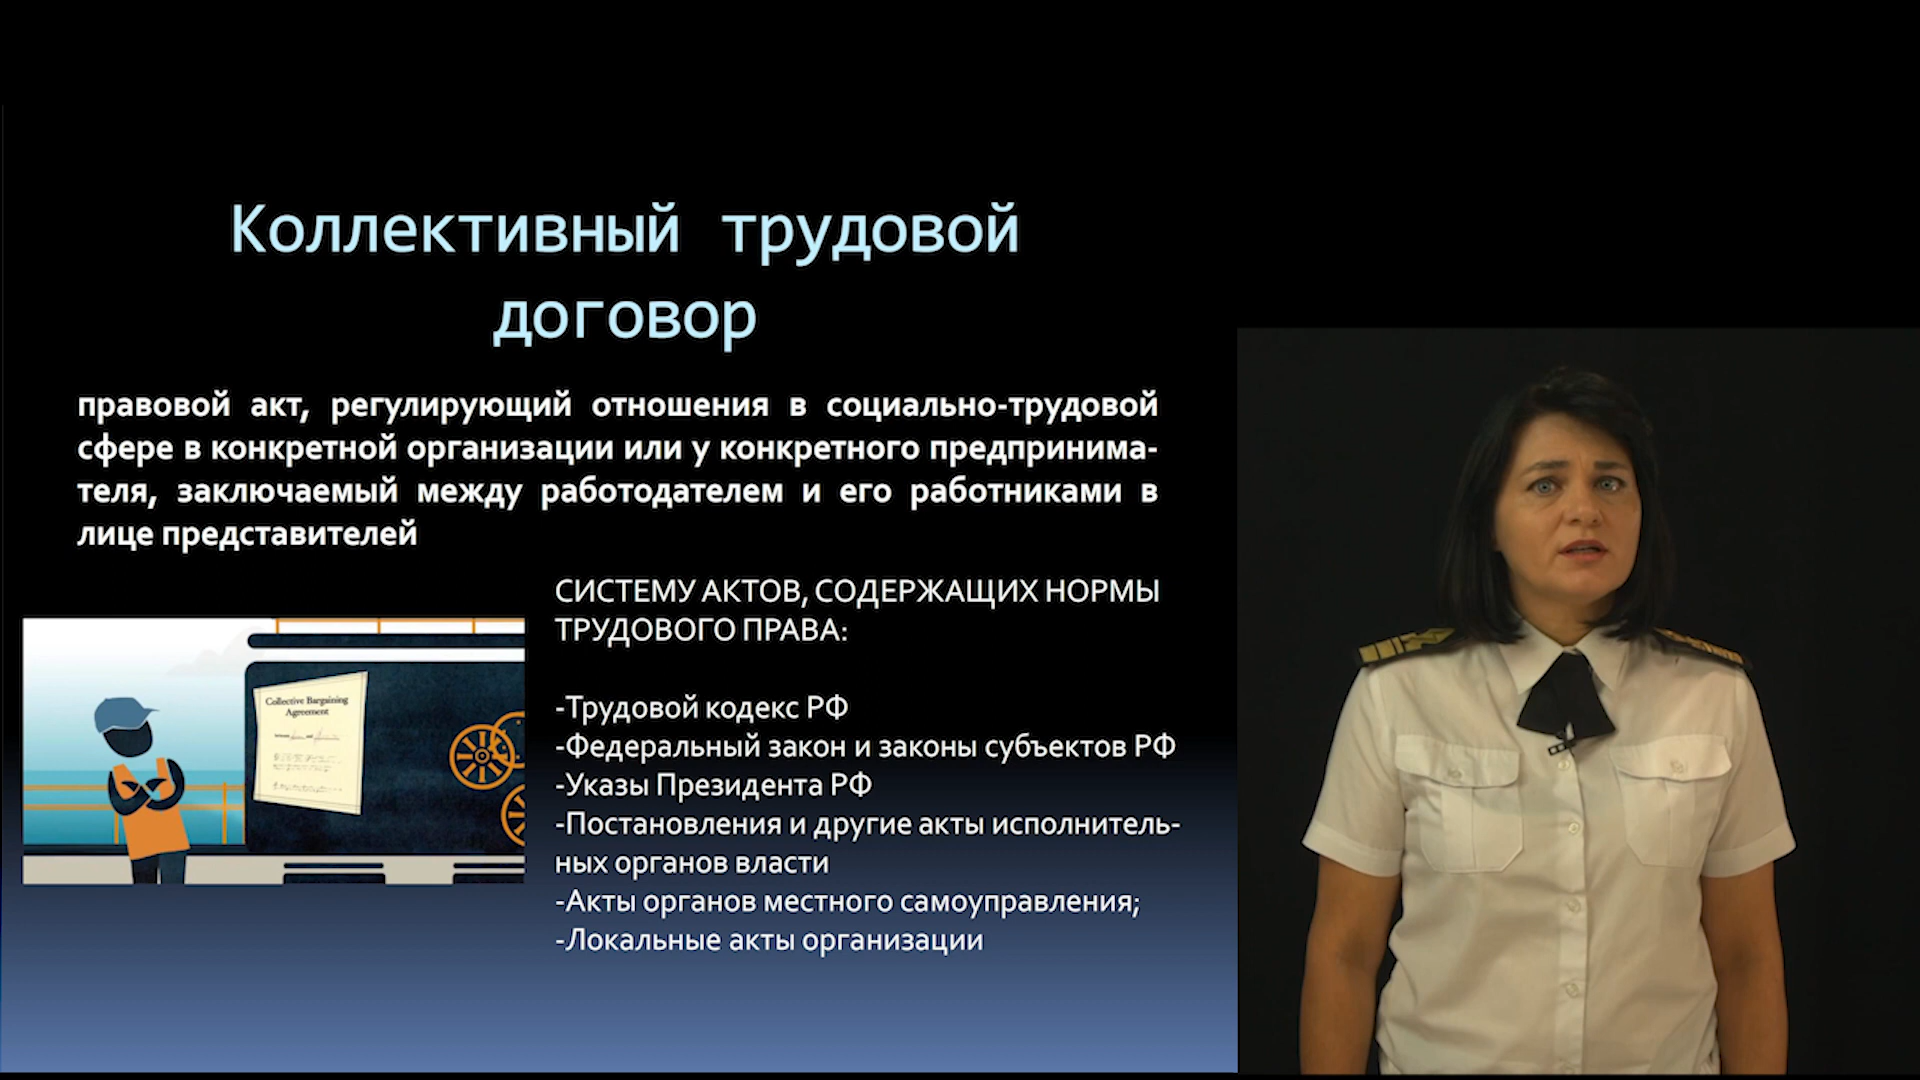 Коллективный трудовой
договор
правовой акт, регулирующий отношения в социально-трудовой
сфере в конкретной организации или у конкретного предпринима-
теля, заключаемый между работодателем и его работниками в
лице представителей
СИСТЕМУ АКТОВ, СОДЕРЖАЩИХ НОРМЫ
ТРУДОВОГО ПРАВА:
-Трудовой кодекс РФ
-Федеральный закон и законы субъектов РФ
-Указы Президента РФ
-Постановления и другие акты исполнитель-
ных органов власти
-Акты органов местного самоуправления;
-Локальные акты организации
Collective Bargaining
Agreement